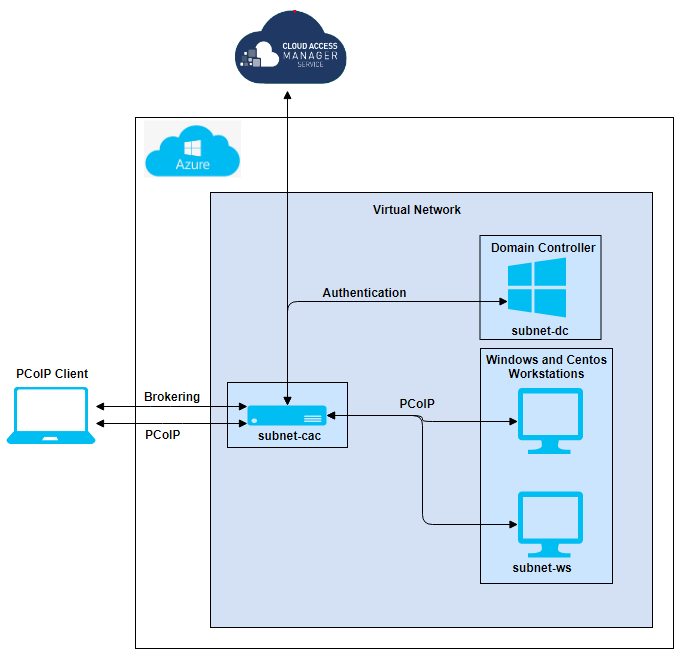 CLOUD ACCESS
MANAGER
SERVICE
Azure
Virtual Network
Domain Controller
Authentication
subnet-dc
Windows and Centos
Workstations
PCoIP Client
Brokering
PCoIP
PCoIP
subnet-cac
subnet-ws